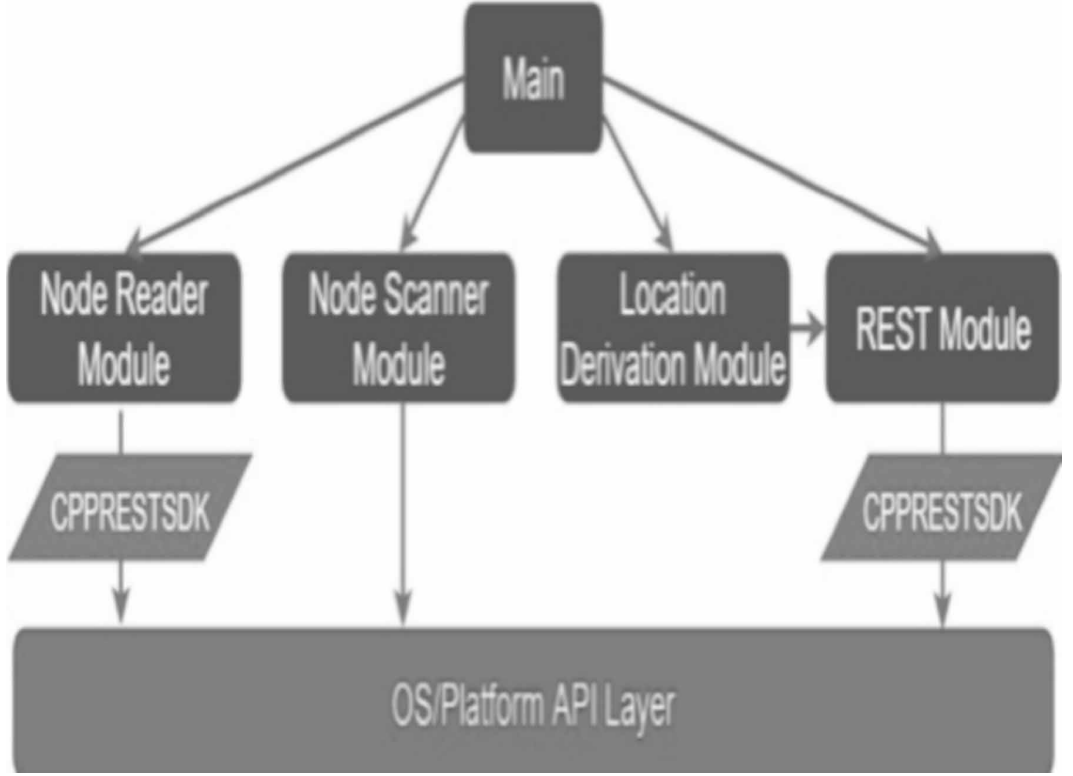 Main
Node Reader
Module
Node Scanner
Module
Location
Derivation Module
REST Module
CPPRESTSDK
CPPRESTSDK
OS/Platform API Layer